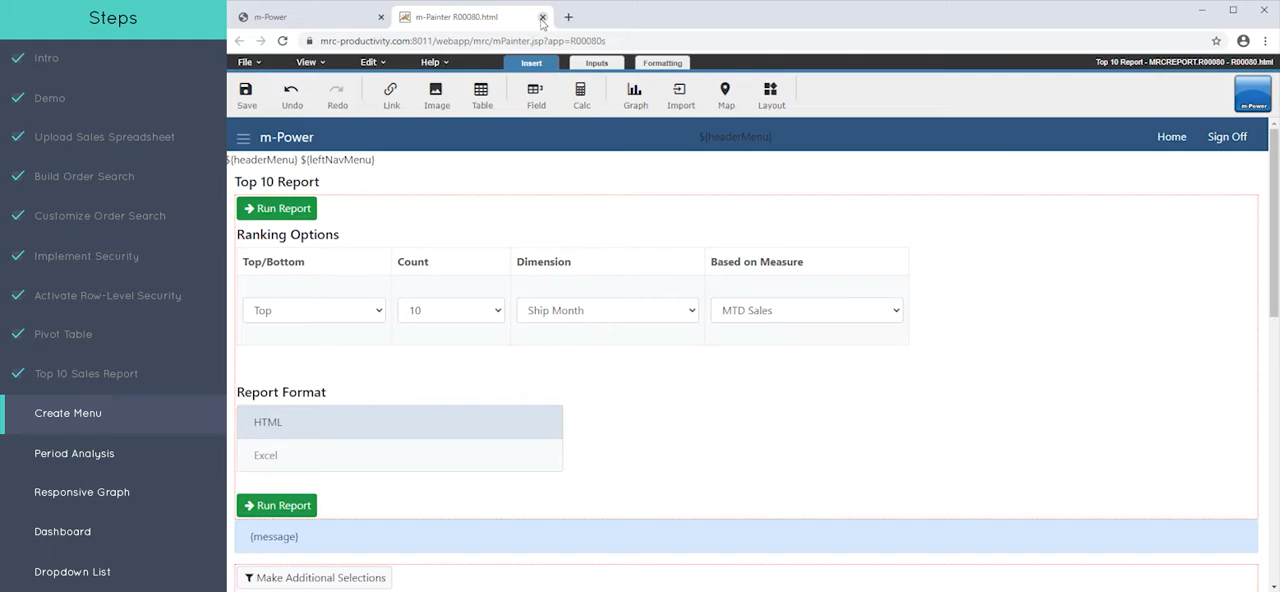 Steps
Intro
Demo
Upload Sales Spreadsheet
Build Order Search
Customize Order Search
Implement Security
Activate Row-Level Security
Pivot Table
Top 10 Sales Report
Create Menu
Period Analysis
Responsive Graph
Dashboard
Dropdown List
m-Power
m-Painter R00080.html
mrc-productivity.com:8011/webapp/mrc/mPainter.jsp?app=R00080s
File View Edit Help Insert Inputs Formatting Top 10 Report - MRCREPORT.R00080 - R00080.html
Save Undo Redo Link Image Table Field Calc Graph Import Map Layout m-Power
m-Power ${headerMenu} Home Sign Off
${headerMenu} ${leftNavMenu}
Top 10 Report
Run Report
Ranking Options
Top/Bottom Count Dimension Based on Measure
Top 10 Ship Month MTD Sales
Report Format
HTML
Excel
Run Report
{message}
Make Additional Selections